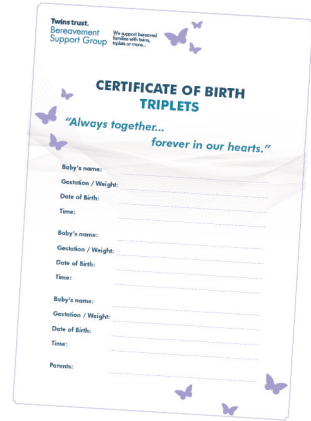 Twins trust.
Bereavement
Support Group
We support bereaved
families with twins,
triplets or more...
CERTIFICATE OF BIRTH
TRIPLETS
"Always together...
forever in our hearts."
Baby's name:
Gestation / Weight:
Date of Birth:
Time:
Baby's name:
Gestation / Weight:
Date of Birth:
Time:
Baby's name:
Gestation / Weight:
Date of Birth:
Time:
Parents: